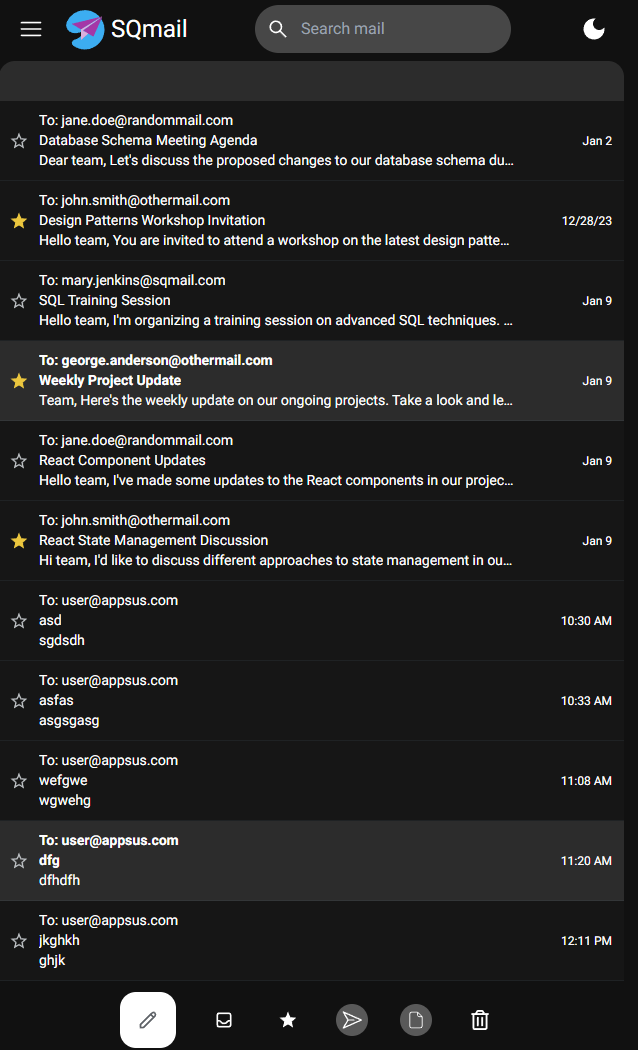 SQmail
Search mail
To: jane.doe@randommail.com
Database Schema Meeting Agenda
Jan 2
Dear team, Let's discuss the proposed changes to our database schema du…
To: john.smith@othermail.com
Design Patterns Workshop Invitation
12/28/23
Hello team, You are invited to attend a workshop on the latest design patte…
To: mary.jenkins@sqmail.com
SQL Training Session
Jan 9
Hello team, I'm organizing a training session on advanced SQL techniques. …
To: george.anderson@othermail.com
Weekly Project Update
Jan 9
Team, Here's the weekly update on our ongoing projects. Take a look and le…
To: jane.doe@randommail.com
React Component Updates
Jan 9
Hello team, I've made some updates to the React components in our projec…
To: john.smith@othermail.com
React State Management Discussion
Jan 9
Hi team, I'd like to discuss different approaches to state management in ou…
To: user@appsus.com
asd
10:30 AM
sgdsdh
To: user@appsus.com
asfas
10:33 AM
asgsgasg
To: user@appsus.com
wefgwe
11:08 AM
wgwehg
To: user@appsus.com
dfg
11:20 AM
dfhdfh
To: user@appsus.com
jkghkh
12:11 PM
ghjk